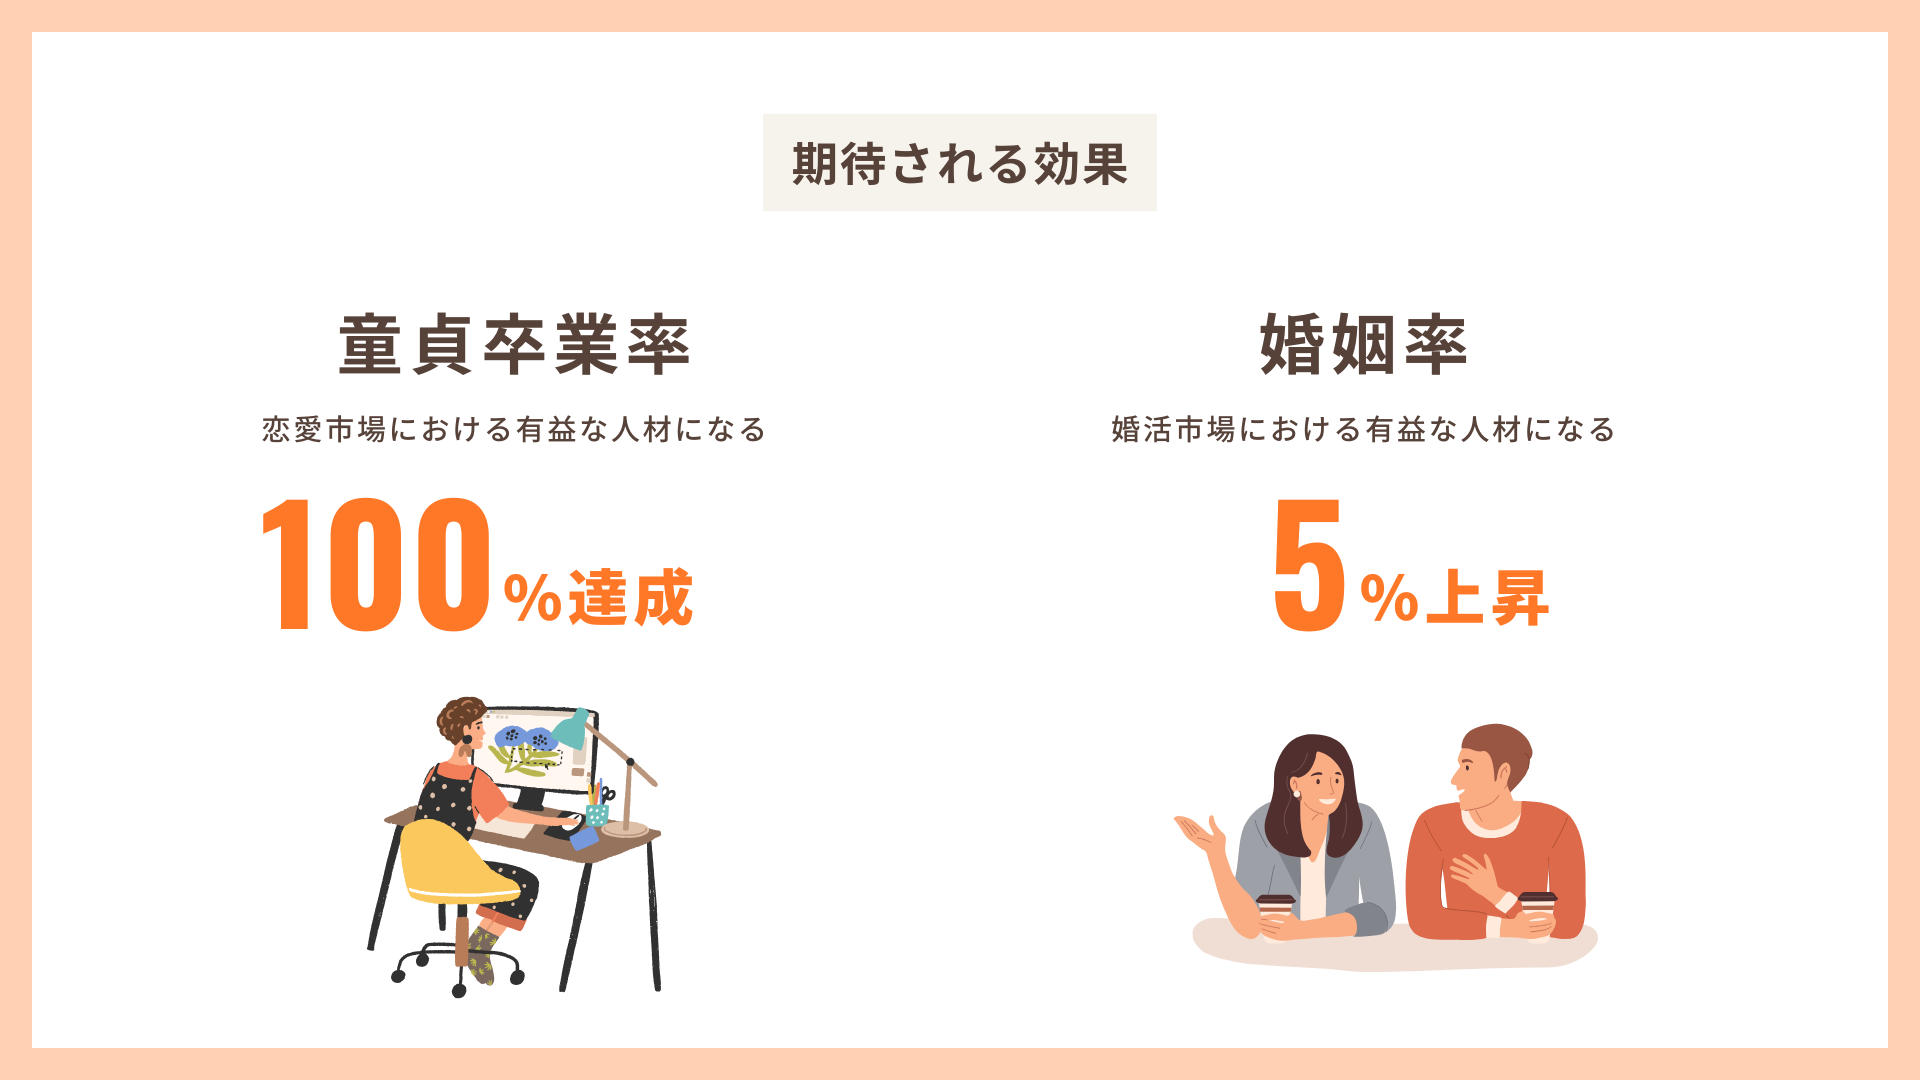 期待される効果
童貞卒業率
恋愛市場における有益な人材になる
100%達成
婚姻率
婚活市場における有益な人材になる
5%上昇